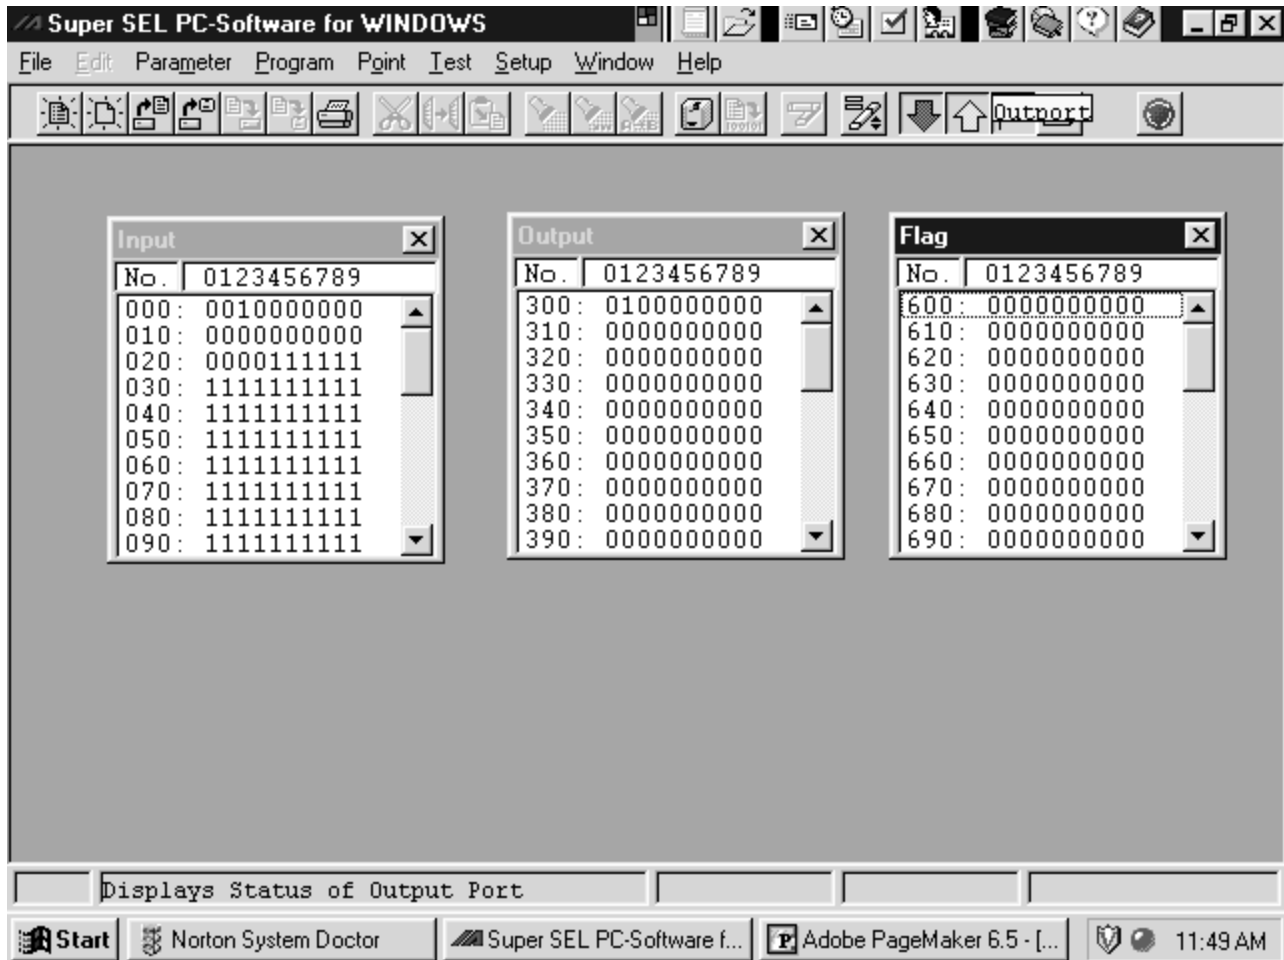 Super SEL PC-Software for WINDOWS
File Edit Parameter Program Point Test Setup Window Help
Outport
Input
No. 0123456789
000: 0010000000
010: 0000000000
020: 0000111111
030: 1111111111
040: 1111111111
050: 1111111111
060: 1111111111
070: 1111111111
080: 1111111111
090: 1111111111
Output
No. 0123456789
300: 0100000000
310: 0000000000
320: 0000000000
330: 0000000000
340: 0000000000
350: 0000000000
360: 0000000000
370: 0000000000
380: 0000000000
390: 0000000000
Flag
No. 0123456789
600: 0000000000
610: 0000000000
620: 0000000000
630: 0000000000
640: 0000000000
650: 0000000000
660: 0000000000
670: 0000000000
680: 0000000000
690: 0000000000
Displays Status of Output Port
Start Norton System Doctor Super SEL PC-Software f... Adobe PageMaker 6.5 - [... 11:49 AM